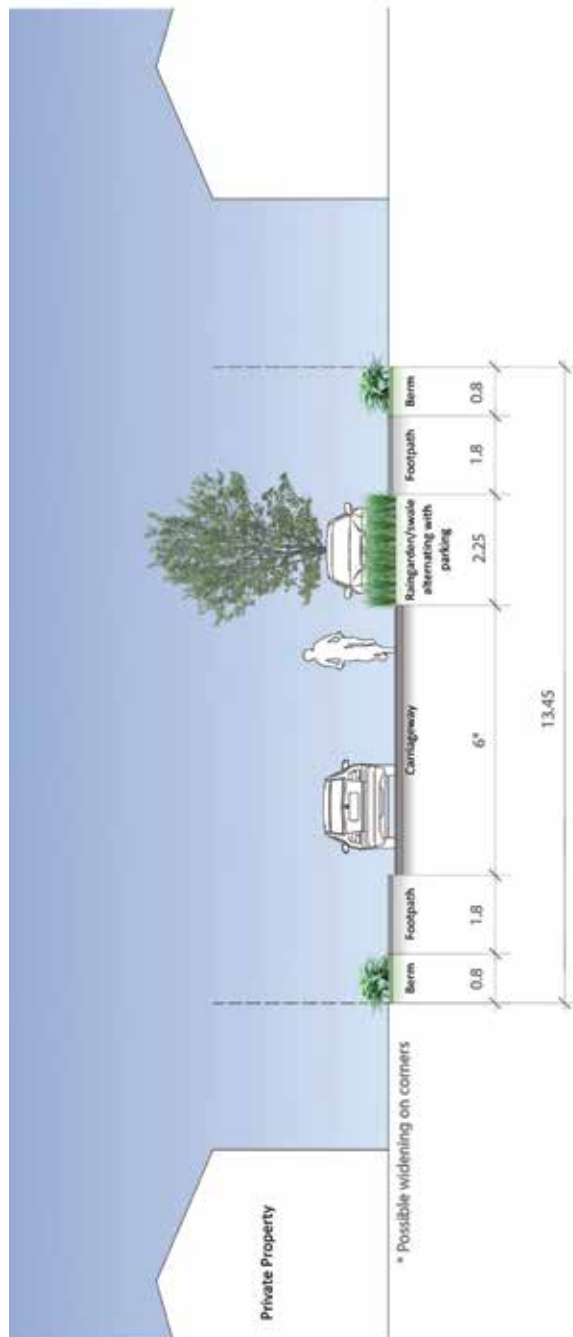 Private Property
Berm
Footpath
Carriageway
Raingarden/swale
alternating with
parking
Footpath
Berm
0.8
1.8
6*
2.25
1.8
0.8
13.45
* Possible widening on corners